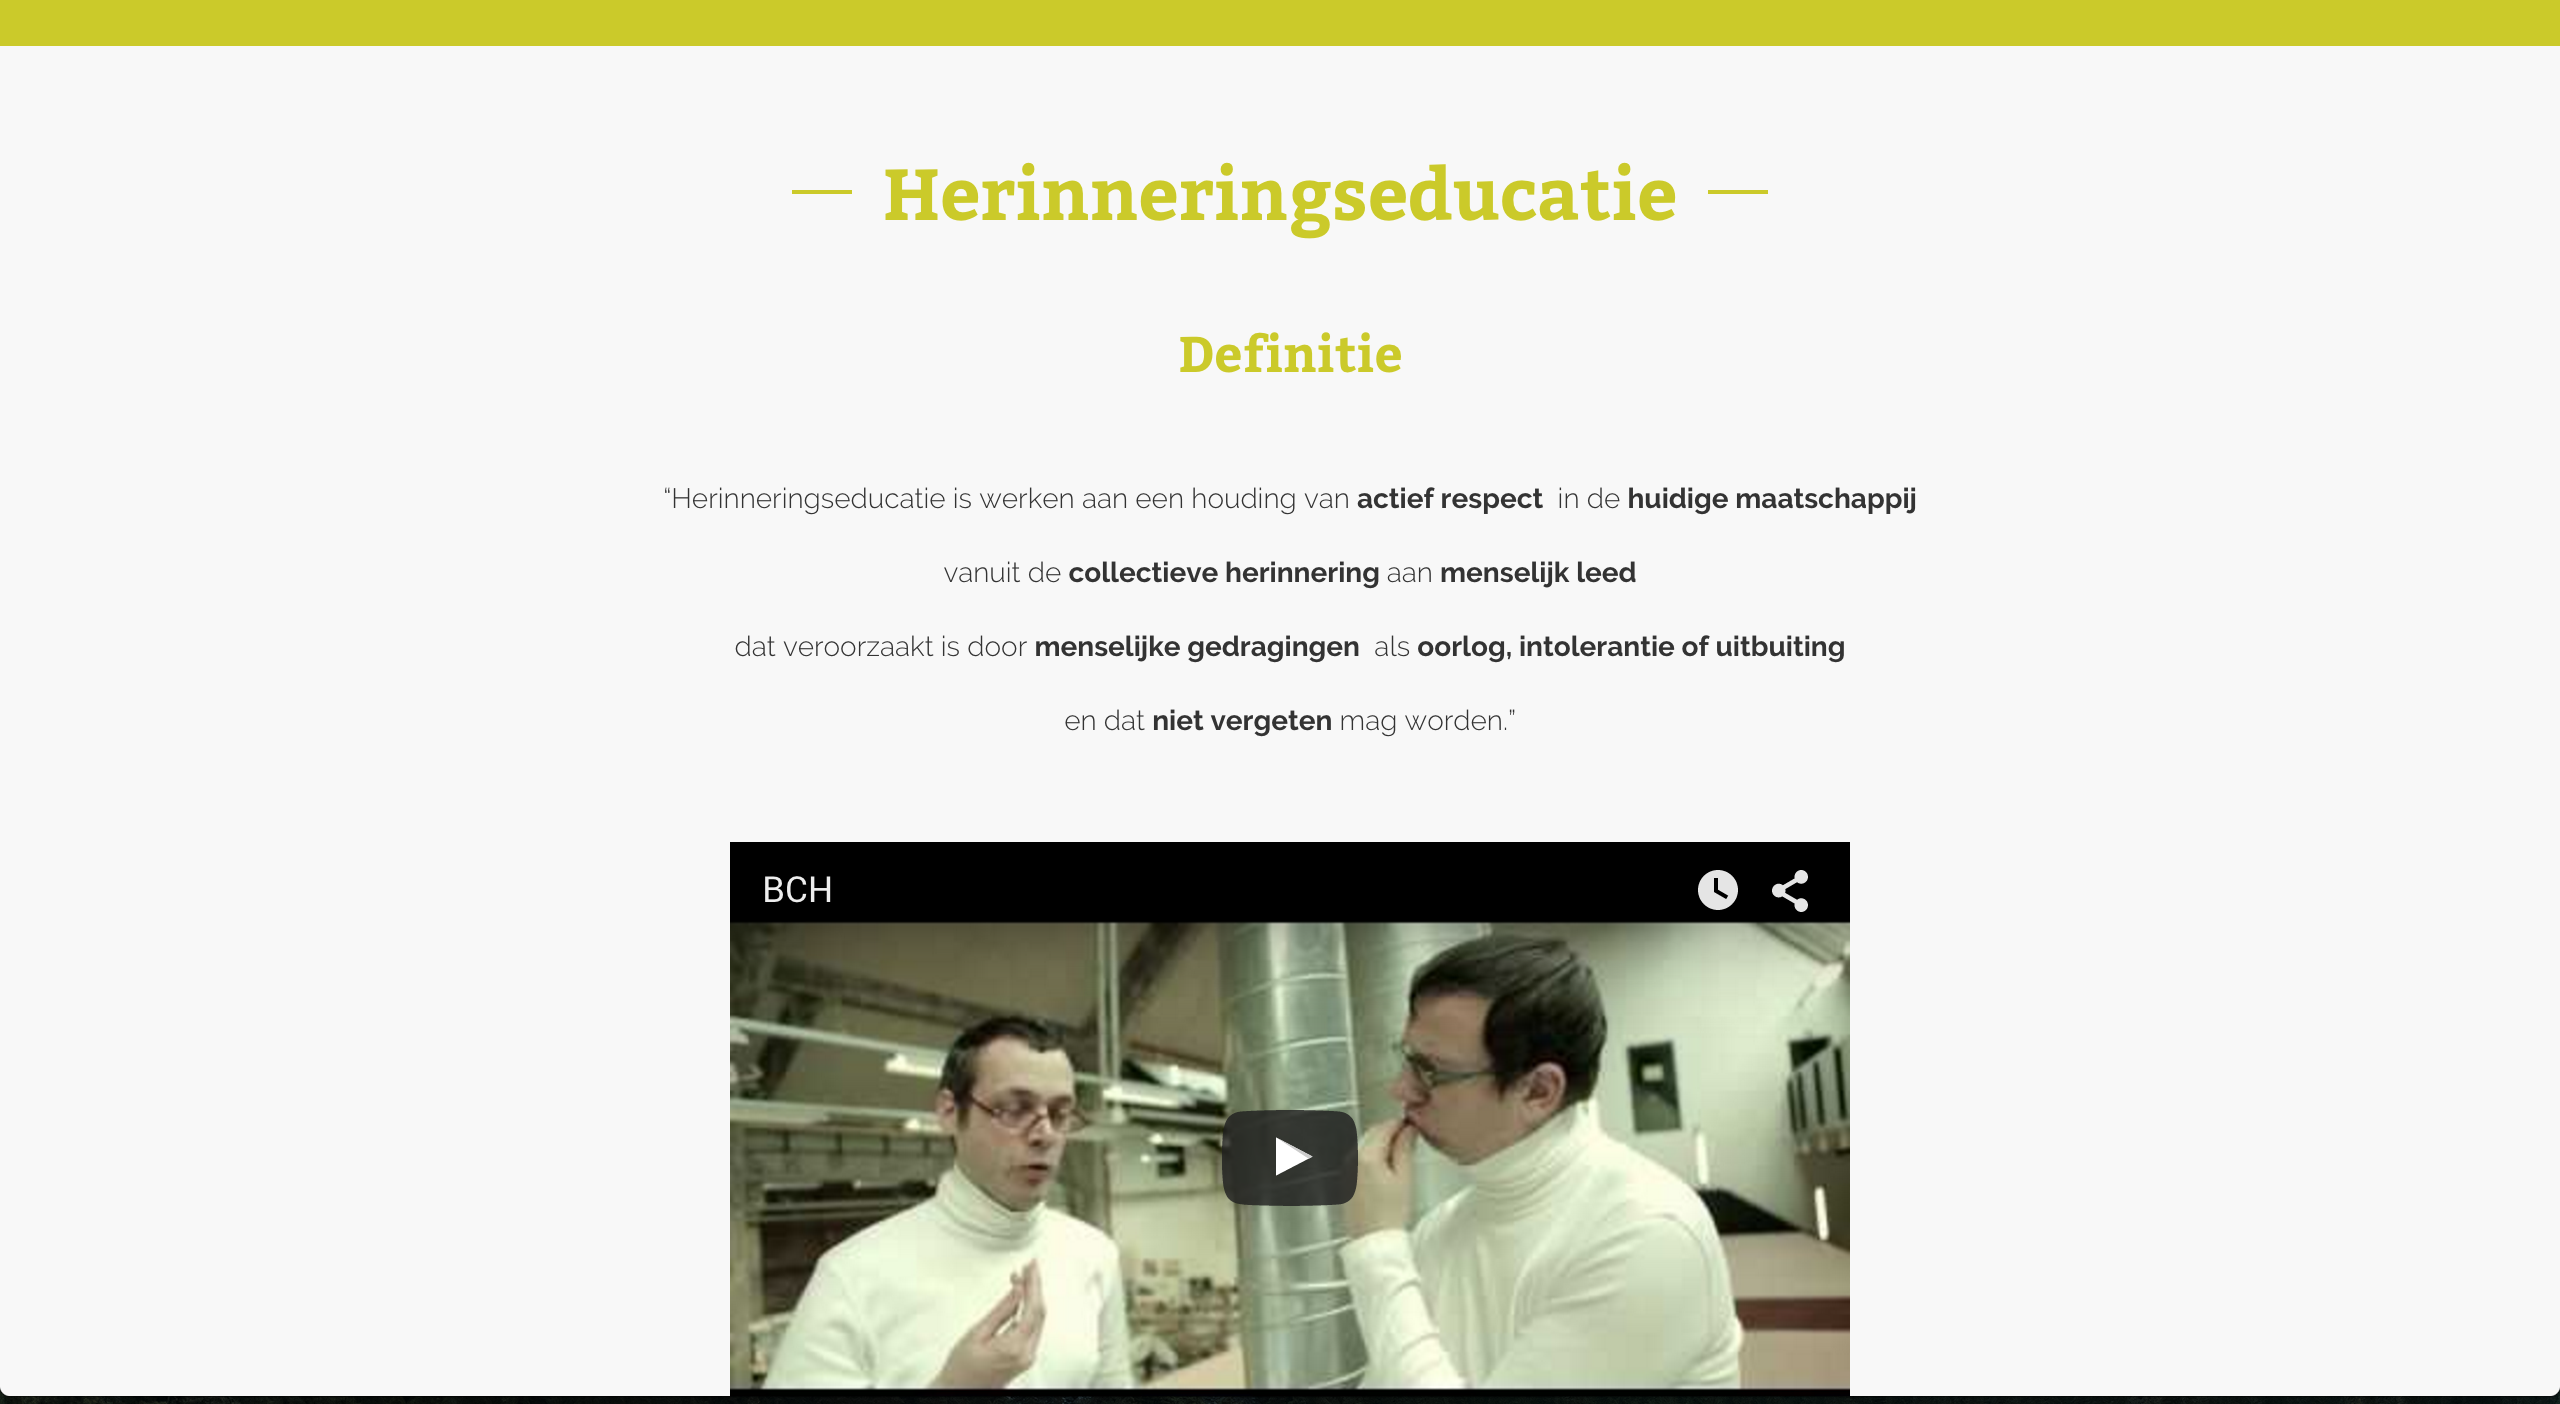 Herinneringseducatie
Definitie
“Herinneringseducatie is werken aan een houding van actief respect in de huidige maatschappij
vanuit de collectieve herinnering aan menselijk leed
dat veroorzaakt is door menselijke gedragingen als oorlog, intolerantie of uitbuiting
en dat niet vergeten mag worden.”
BCH